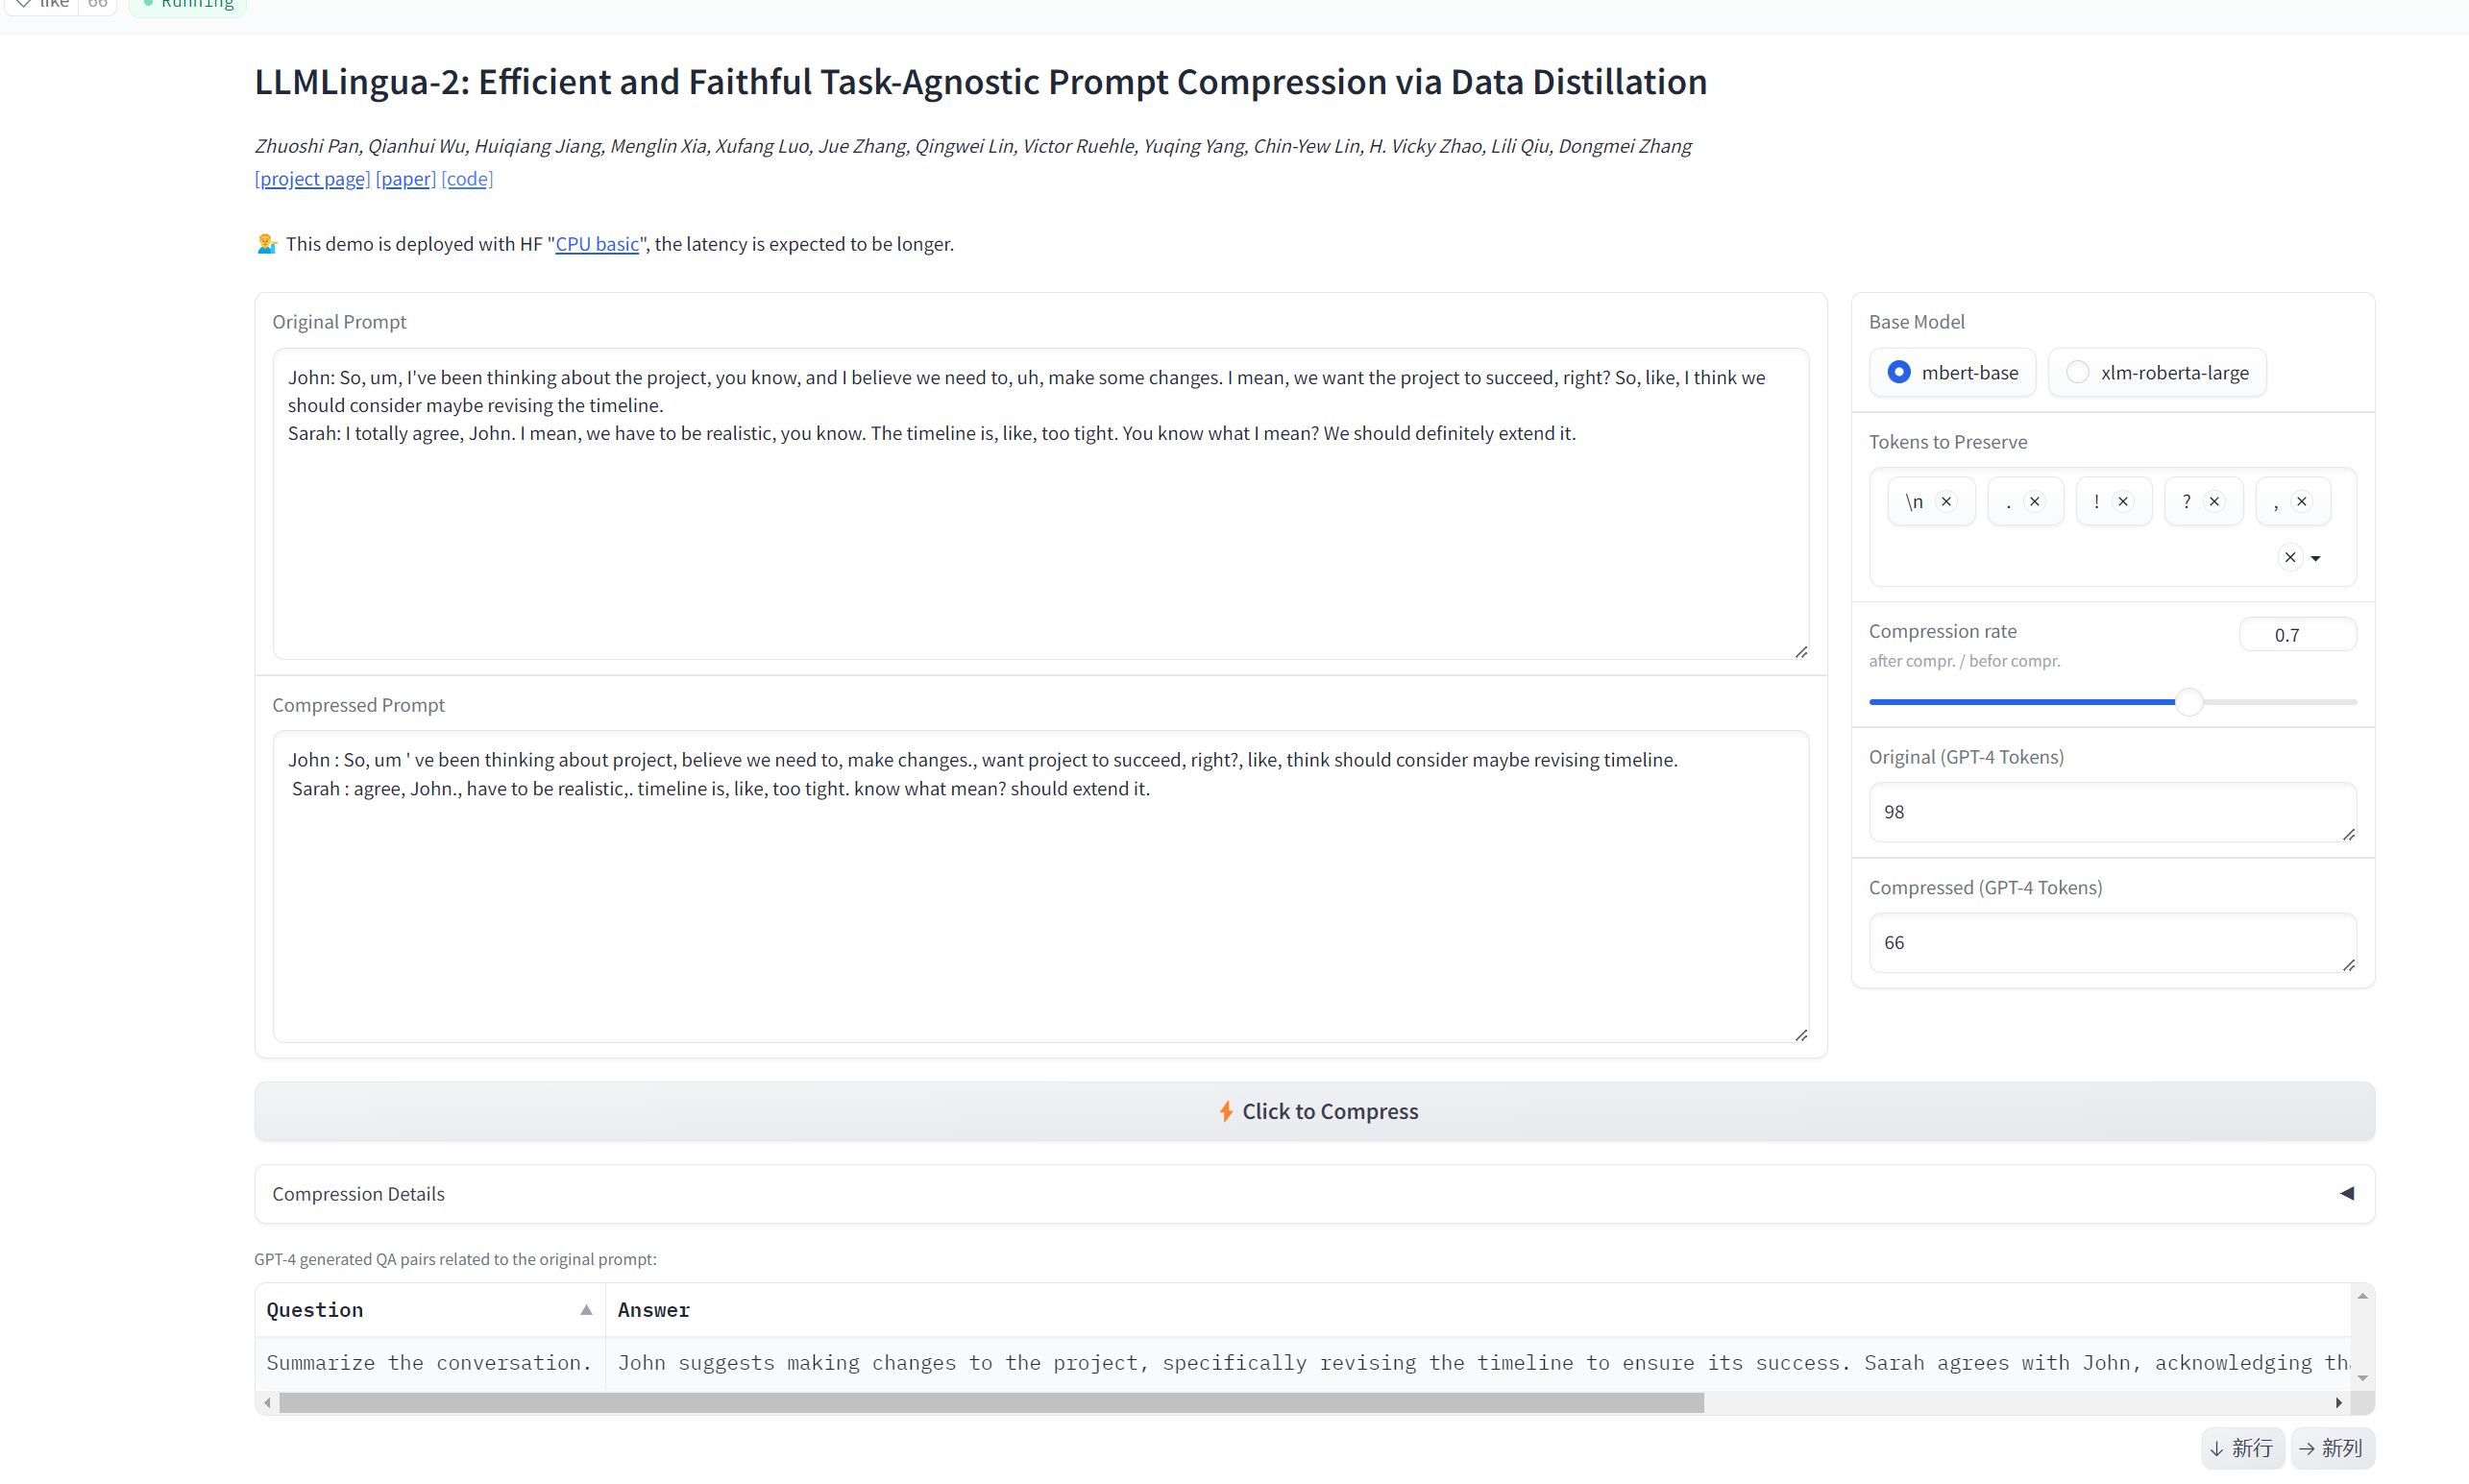 like 66 Running
LLMLingua-2: Efficient and Faithful Task-Agnostic Prompt Compression via Data Distillation
Zhuoshi Pan, Qianhui Wu, Huiqiang Jiang, Menglin Xia, Xufang Luo, Jue Zhang, Qingwei Lin, Victor Ruehle, Yuqing Yang, Chin-Yew Lin, H. Vicky Zhao, Lili Qiu, Dongmei Zhang
[project page] [paper] [code]
This demo is deployed with HF "CPU basic", the latency is expected to be longer.
Original Prompt
John: So, um, I've been thinking about the project, you know, and I believe we need to, uh, make some changes. I mean, we want the project to succeed, right? So, like, I think we
should consider maybe revising the timeline.
Sarah: I totally agree, John. I mean, we have to be realistic, you know. The timeline is, like, too tight. You know what I mean? We should definitely extend it.
Compressed Prompt
John : So, um ' ve been thinking about project, believe we need to, make changes., want project to succeed, right?, like, think should consider maybe revising timeline.
Sarah : agree, John., have to be realistic,. timeline is, like, too tight. know what mean? should extend it.
Base Model
mbert-base xlm-roberta-large
Tokens to Preserve
\n . ! ? ,
Compression rate 0.7
after compr. / befor compr.
Original (GPT-4 Tokens)
98
Compressed (GPT-4 Tokens)
66
Click to Compress
Compression Details
GPT-4 generated QA pairs related to the original prompt:
Question Answer
Summarize the conversation. John suggests making changes to the project, specifically revising the timeline to ensure its success. Sarah agrees with John, acknowledging
↓ 新行 → 新列